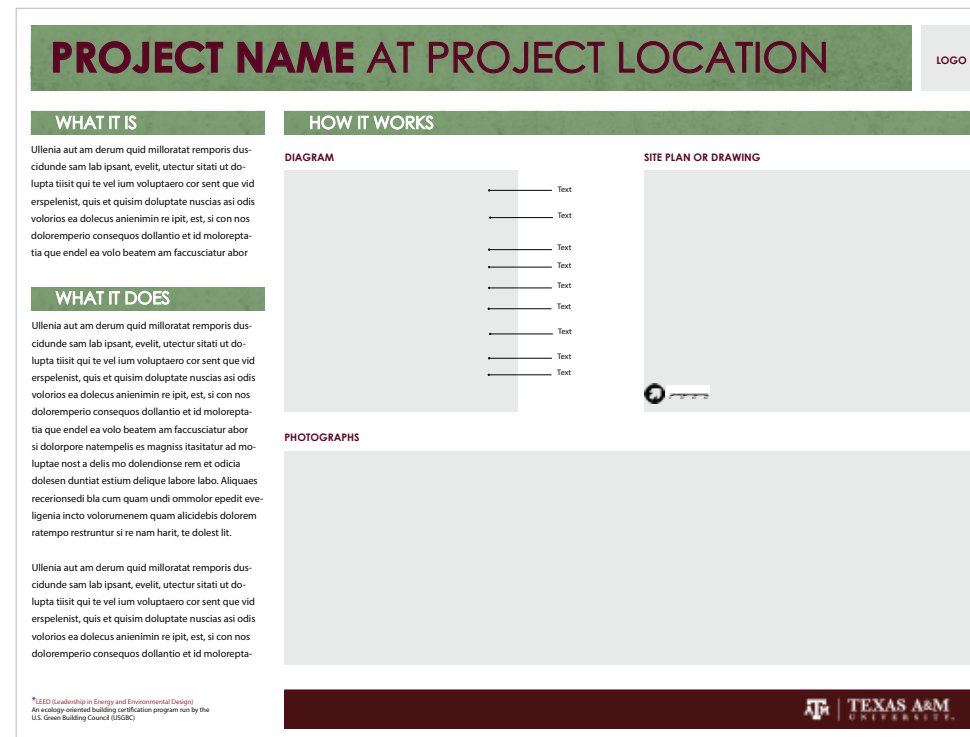 PROJECT NAME AT PROJECT LOCATION
LOGO
WHAT IT IS
Ullenia aut am derum quid milloratat remporis dus-
cidunde sam lab ipsant, evelit, utectur sitati ut do-
lupta tiisit qui te vel ium voluptaero cor sent que vid
erspelenist, quis et quisim doluptate nuscias asi odis
volorios ea dolecus anienimin re ipit, est, si con nos
doloremperio consequos dollantio et id molorepta-
tia que endel ea volo beatem am faccusciatur abor
WHAT IT DOES
Ullenia aut am derum quid milloratat remporis dus-
cidunde sam lab ipsant, evelit, utectur sitati ut do-
lupta tiisit qui te vel ium voluptaero cor sent que vid
erspelenist, quis et quisim doluptate nuscias asi odis
volorios ea dolecus anienimin re ipit, est, si con nos
doloremperio consequos dollantio et id molorepta-
tia que endel ea volo beatem am faccusciatur abor
si dolorpore natempelis es magniss itasitatur ad mo-
luptae nost a delis mo dolendionse rem et odicia
dolesen duntiat estium delique labore labo. Aliquaes
recerionsedi bla cum quam undi ommolor epedit eve-
ligenia incto volorumenem quam alicidebis dolorem
ratempo restruntur si re nam harit, te dolest lit.
Ullenia aut am derum quid milloratat remporis dus-
cidunde sam lab ipsant, evelit, utectur sitati ut do-
lupta tiisit qui te vel ium voluptaero cor sent que vid
erspelenist, quis et quisim doluptate nuscias asi odis
volorios ea dolecus anienimin re ipit, est, si con nos
doloremperio consequos dollantio et id molorepta-
*LEED (Leadership in Energy and Environmental Design)
An ecology-oriented building certification program run by the
U.S. Green Building Council (USGBC)
HOW IT WORKS
DIAGRAM
Text
Text
Text
Text
Text
Text
Text
Text
Text
SITE PLAN OR DRAWING
PHOTOGRAPHS
ATM
TEXAS A&M
UNIVERSITY.